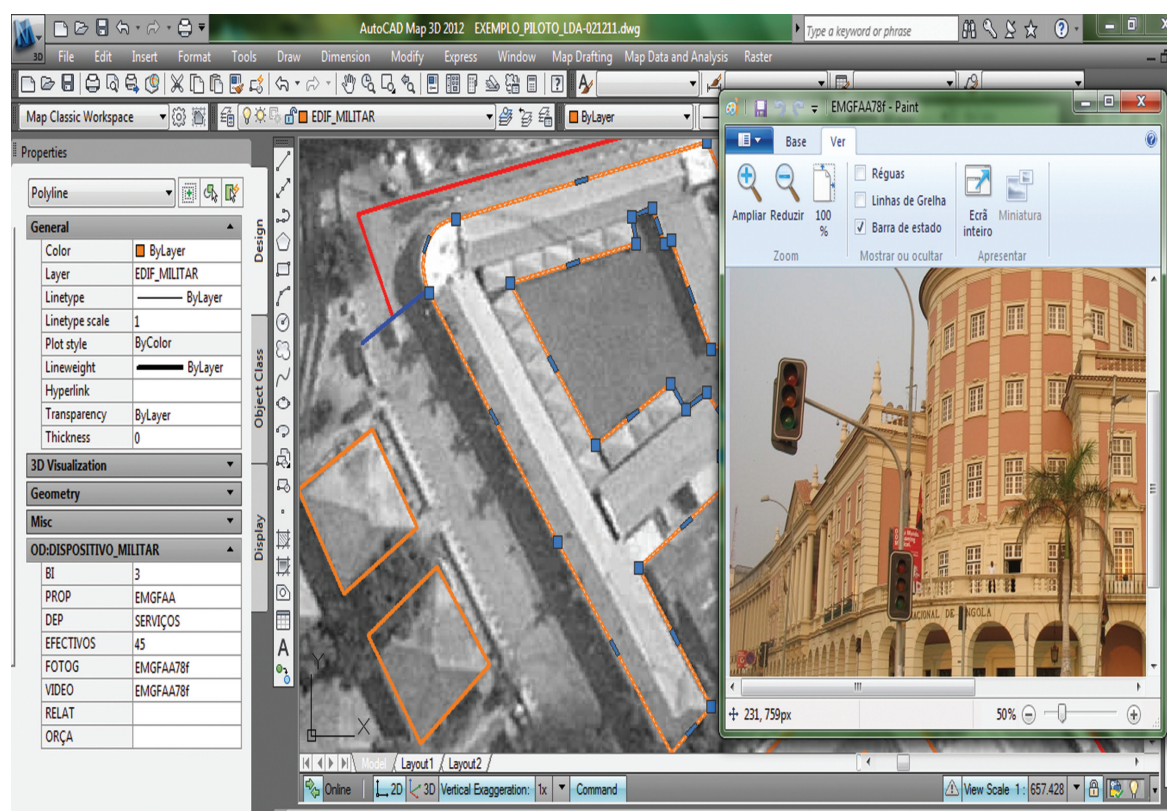 AutoCAD Map 3D 2012 EXEMPLO_PILOTO_LDA-021211.dwg
Type a keyword or phrase
3D
File Edit Insert Format Tools Draw Dimension Modify Express Window Map Drafting Map Data and Analysis Raster
Map Classic Workspace
EDIF_MILITAR
ByLayer
Properties
Polyline
General
Color ByLayer
Layer EDIF_MILITAR
Linetype ByLayer
Linetype scale 1
Plot style ByColor
Lineweight ByLayer
Hyperlink
Transparency ByLayer
Thickness 0
3D Visualization
Geometry
Misc
OD:DISPOSITIVO_MILITAR
BI 3
PROP EMGFAA
DEP SERVIÇOS
EFECTIVOS 45
FOTOG EMGFAA78f
VIDEO EMGFAA78f
RELAT
ORÇA
Design
Object Class
Display
A
Y
X
EMGFAA78f - Paint
Base Ver
Ampliar Reduzir 100 %
Réguas
Linhas de Grelha
Barra de estado
Ecrã inteiro
Miniatura
Zoom Mostrar ou ocultar Apresentar
NACIONAL DE ANGOLA
231, 759px
50%
Model Layout1 Layout2
Online 2D 3D Vertical Exaggeration: 1x Command
View Scale 1: 657.428